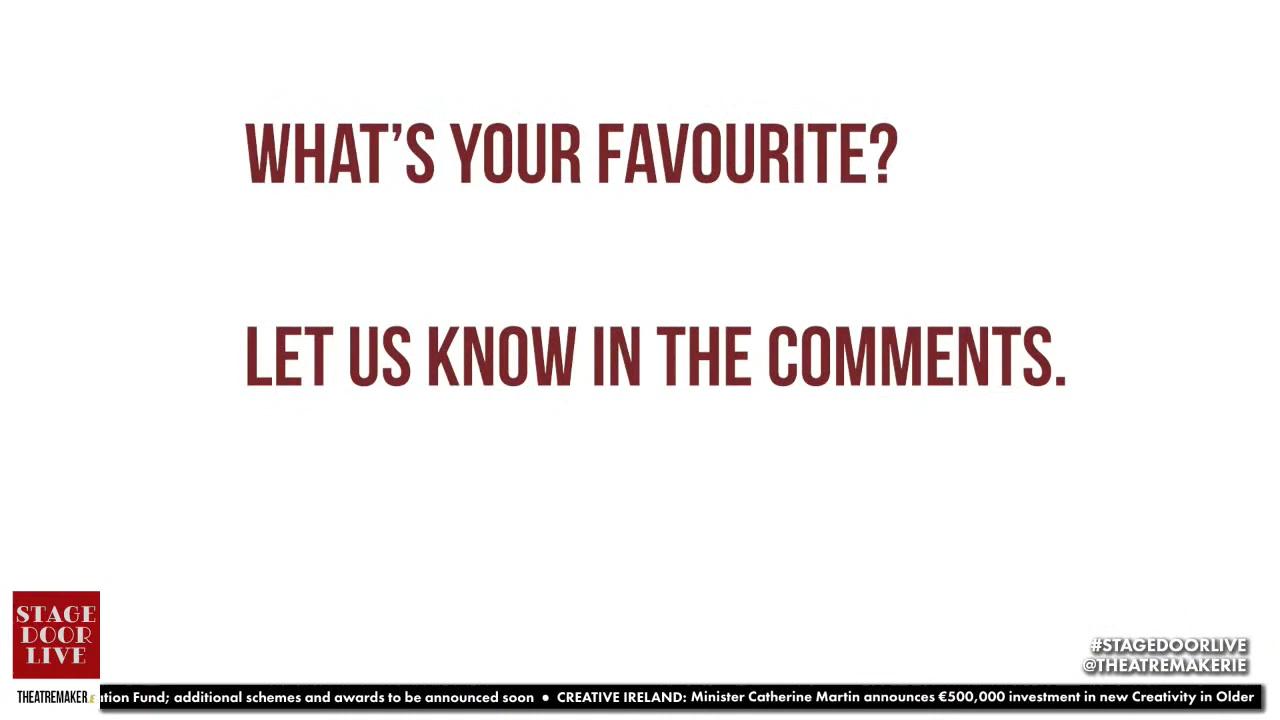 WHAT'S YOUR FAVOURITE?
LET US KNOW IN THE COMMENTS.
STAGE
DOOR
LIVE
#STAGEDOORLIVE
@THEATREMAKERIE
THEATREMAKER.IE
Fund; additional schemes and awards to be announced soon ● CREATIVE IRELAND: Minister Catherine Martin announces €500,000 investment in new Creativity in Older